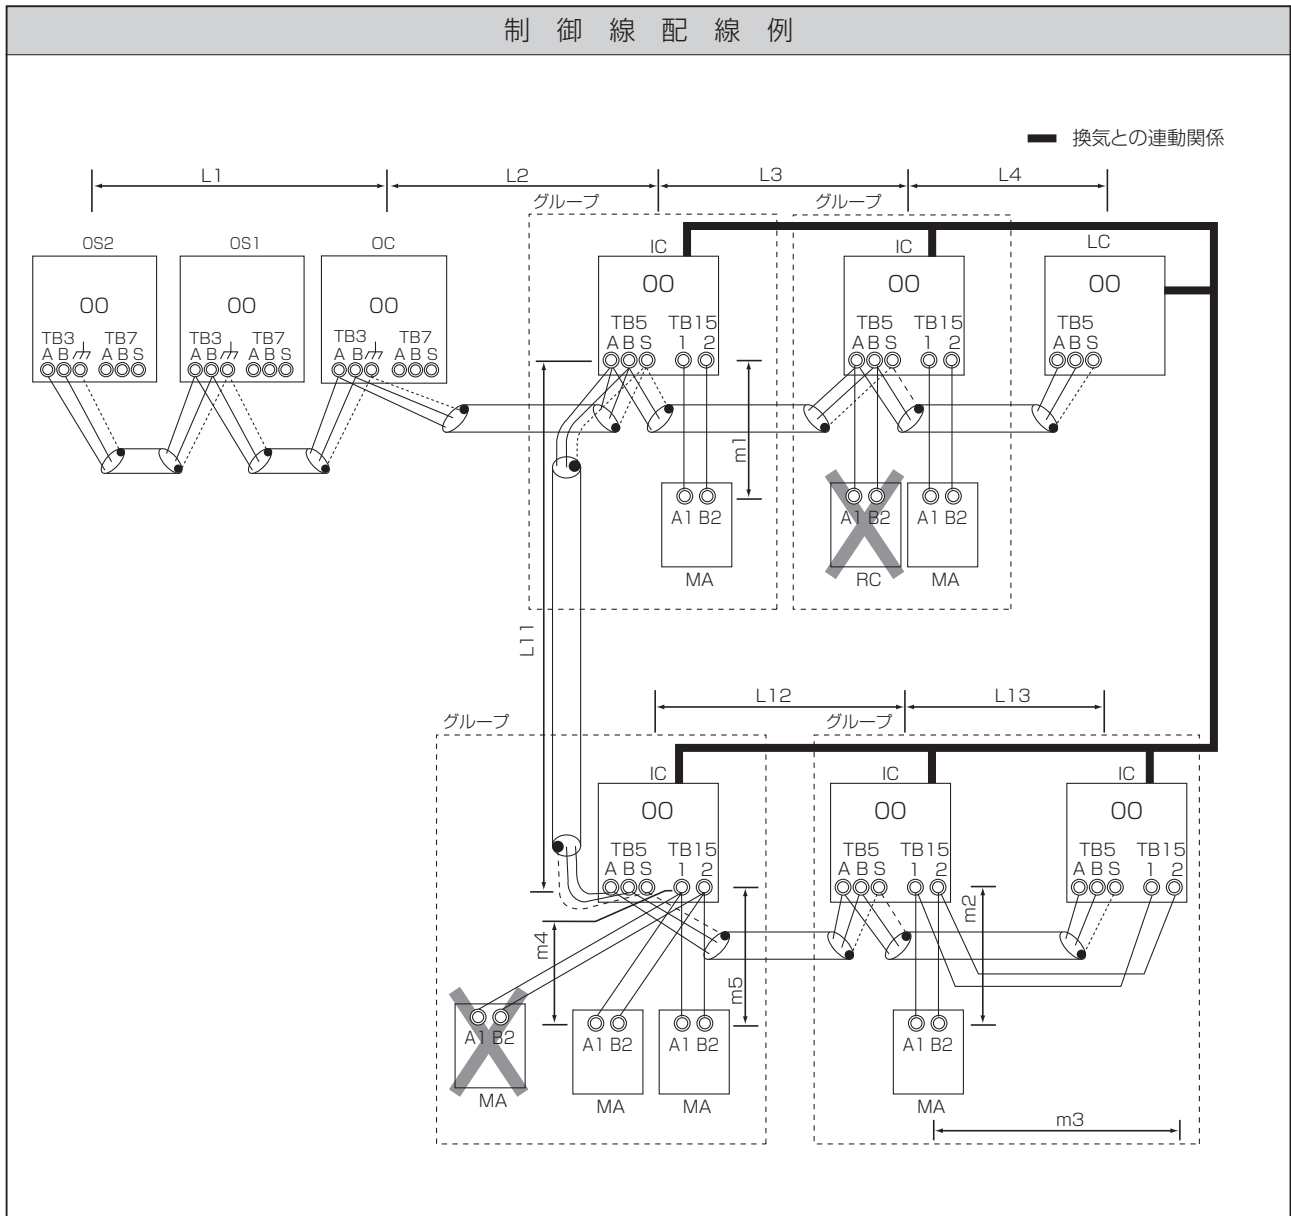 制御線配線例
換気との連動関係
L1 L2 L3 L4
グループ グループ
OS2 OS1 OC IC IC LC
00 00 00 00 00 00
TB3 TB7 TB3 TB7 TB3 TB7 TB5 TB15 TB5 TB15 TB5
A B A B S A B A B S A B A B S A B S 1 2 A B S 1 2 A B S
m1
A1 B2 A1 B2 A1 B2
MA RC MA
L11
L12 L13
グループ グループ
IC IC IC
00 00
TB5 TB15 TB5 TB15 TB5 TB15
A B S 1 2 A B S 1 2 A B S 1 2
m4 m5 m2
A1 B2 A1 B2 A1 B2 A1 B2
MA MA MA MA
m3